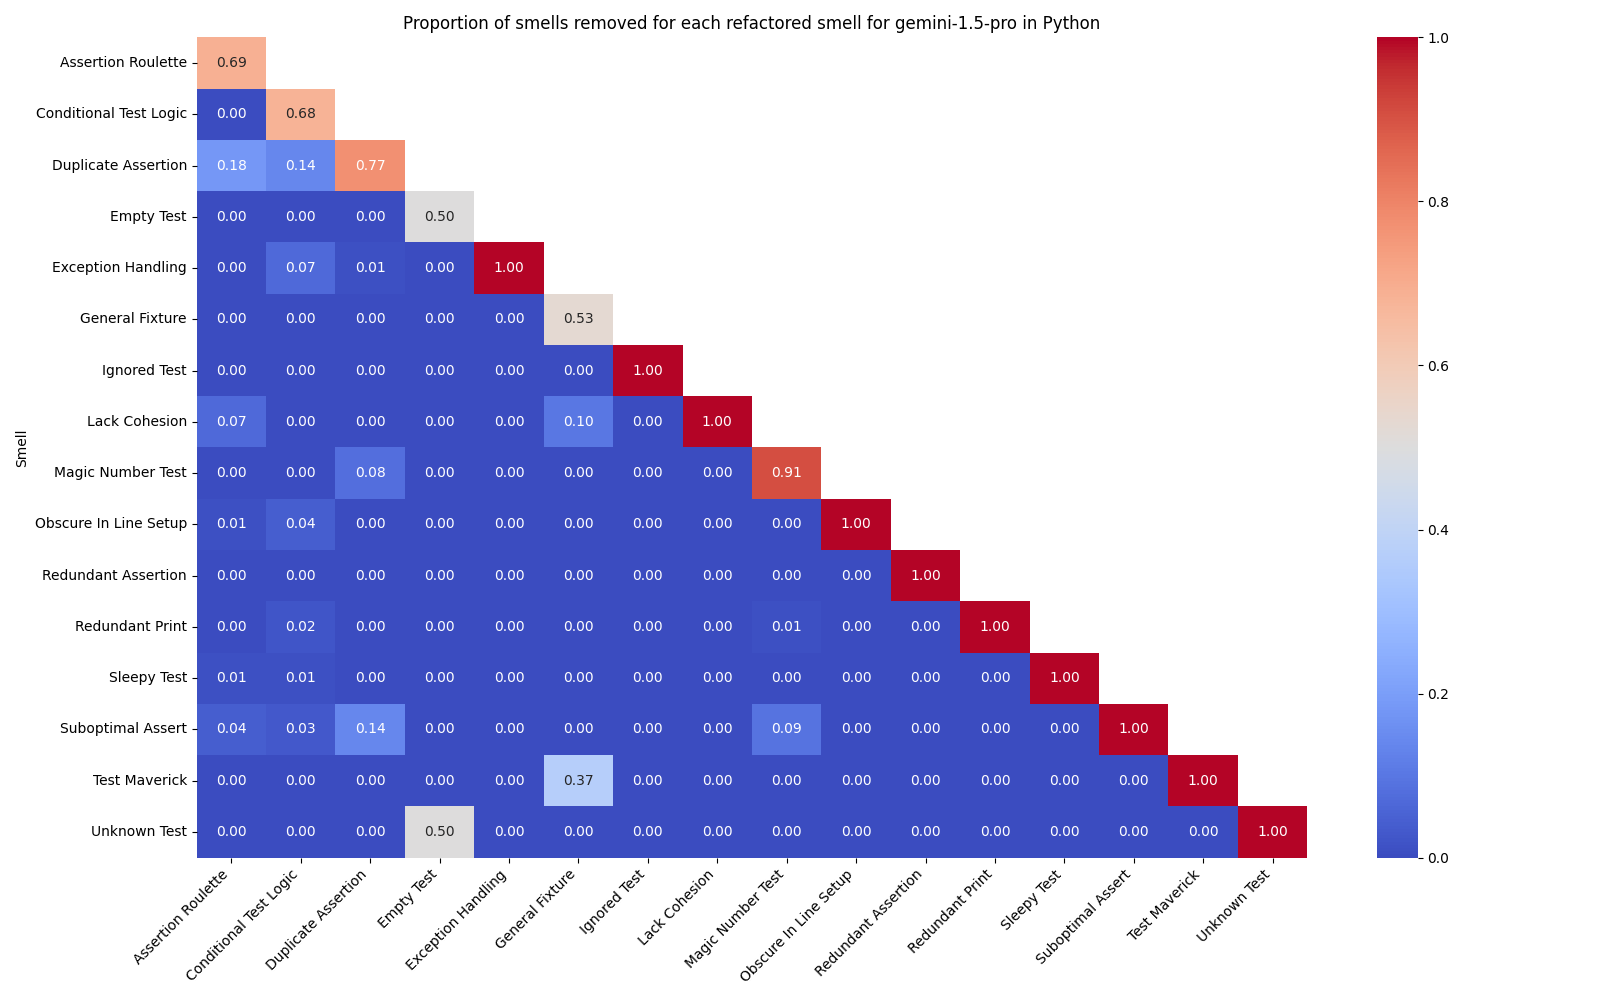 Proportion of smells removed for each refactored smell for gemini-1.5-pro in Python
Smell
Assertion Roulette 0.69
Conditional Test Logic 0.00 0.68
Duplicate Assertion 0.18 0.14 0.77
Empty Test 0.00 0.00 0.00 0.50
Exception Handling 0.00 0.07 0.01 0.00 1.00
General Fixture 0.00 0.00 0.00 0.00 0.00 0.53
Ignored Test 0.00 0.00 0.00 0.00 0.00 0.00 1.00
Lack Cohesion 0.07 0.00 0.00 0.00 0.00 0.10 0.00 1.00
Magic Number Test 0.00 0.00 0.08 0.00 0.00 0.00 0.00 0.00 0.91
Obscure In Line Setup 0.01 0.04 0.00 0.00 0.00 0.00 0.00 0.00 0.00 1.00
Redundant Assertion 0.00 0.00 0.00 0.00 0.00 0.00 0.00 0.00 0.00 0.00 1.00
Redundant Print 0.00 0.02 0.00 0.00 0.00 0.00 0.00 0.00 0.01 0.00 0.00 1.00
Sleepy Test 0.01 0.01 0.00 0.00 0.00 0.00 0.00 0.00 0.00 0.00 0.00 0.00 1.00
Suboptimal Assert 0.04 0.03 0.14 0.00 0.00 0.00 0.00 0.00 0.09 0.00 0.00 0.00 0.00 1.00
Test Maverick 0.00 0.00 0.00 0.00 0.00 0.37 0.00 0.00 0.00 0.00 0.00 0.00 0.00 0.00 1.00
Unknown Test 0.00 0.00 0.00 0.50 0.00 0.00 0.00 0.00 0.00 0.00 0.00 0.00 0.00 0.00 0.00 1.00
Assertion Roulette
Conditional Test Logic
Duplicate Assertion
Empty Test
Exception Handling
General Fixture
Ignored Test
Lack Cohesion
Magic Number Test
Obscure In Line Setup
Redundant Assertion
Redundant Print
Sleepy Test
Suboptimal Assert
Test Maverick
Unknown Test
1.0
0.8
0.6
0.4
0.2
0.0